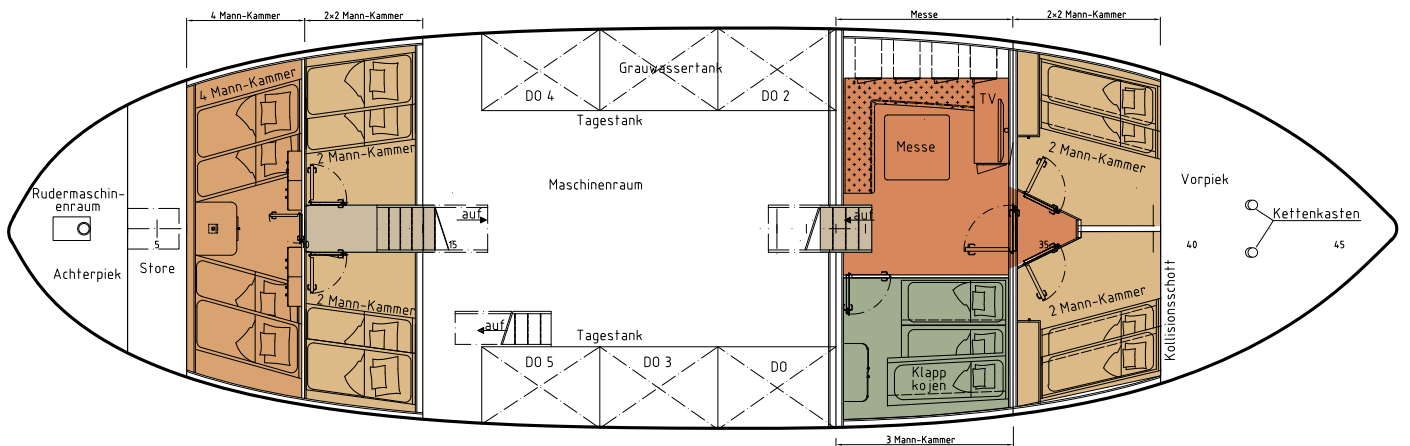 4 Mann-Kammer
2×2 Mann-Kammer
Messe
2×2 Mann-Kammer
4 Mann-Kammer
2 Mann-Kammer
Grauwassertank
DO 4
DO 2
Tagestank
TV
Messe
2 Mann-Kammer
Maschinenraum
Vorpiek
Rudermaschin-
enraum
auf
auf
Kettenkasten
5
10
15
35
40
45
Achterpiek
Store
2 Mann-Kammer
2 Mann-Kammer
auf
Tagestank
DO 5
DO 3
DO
Klapp
kojen
Kollisionsschott
3 Mann-Kammer